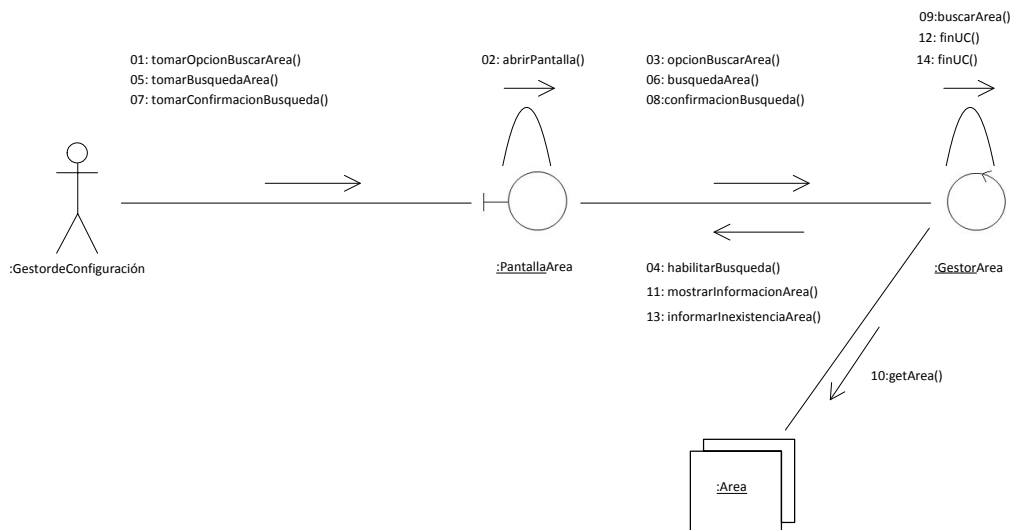 09:buscarArea()
12: finUC()
14: finUC()
01: tomarOpcionBuscarArea()
05: tomarBusquedaArea()
07: tomarConfirmacionBusqueda()
02: abrirPantalla()
03: opcionBuscarArea()
06: busquedaArea()
08:confirmacionBusqueda()
:GestordeConfiguración
:PantallaArea
:GestorArea
04: habilitarBusqueda()
11: mostrarInformacionArea()
13: informarInexistenciaArea()
10:getArea()
:Area